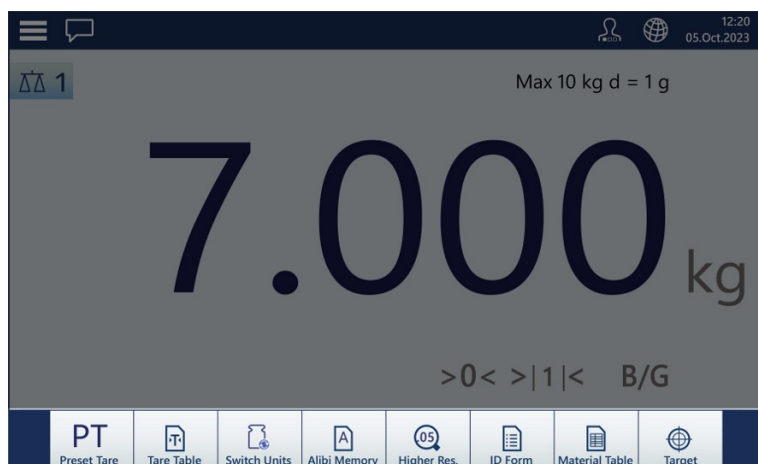 12:20
05.Oct.2023
1
Max 10 kg d = 1 g
7.000 kg
>0< >|1|< B/G
PT
Preset Tare
T
Tare Table
Switch Units
A
Alibi Memory
.05
Higher Res.
ID Form
Material Table
Target